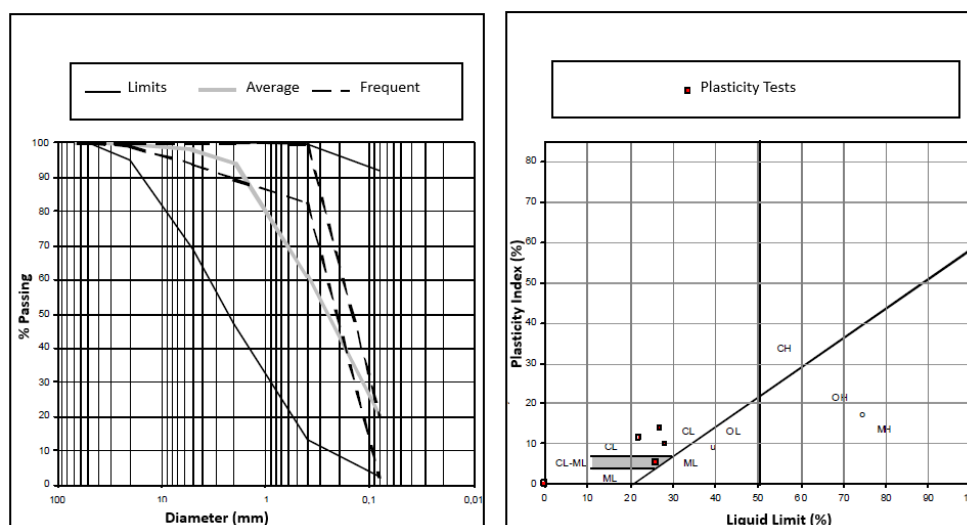 Limits Average Frequent
100
90
80
70
60
50
40
30
20
10
0
% Passing
100 10 1 0,1 0,01
Diameter (mm)
Plasticity Tests
80
70
60
50
40
30
20
10
0
Plasticity Index (%)
CH
OH
MH
CL CL OL
CL-ML ML
ML
0 10 20 30 40 50 60 70 80 90 1
Liquid Limit (%)